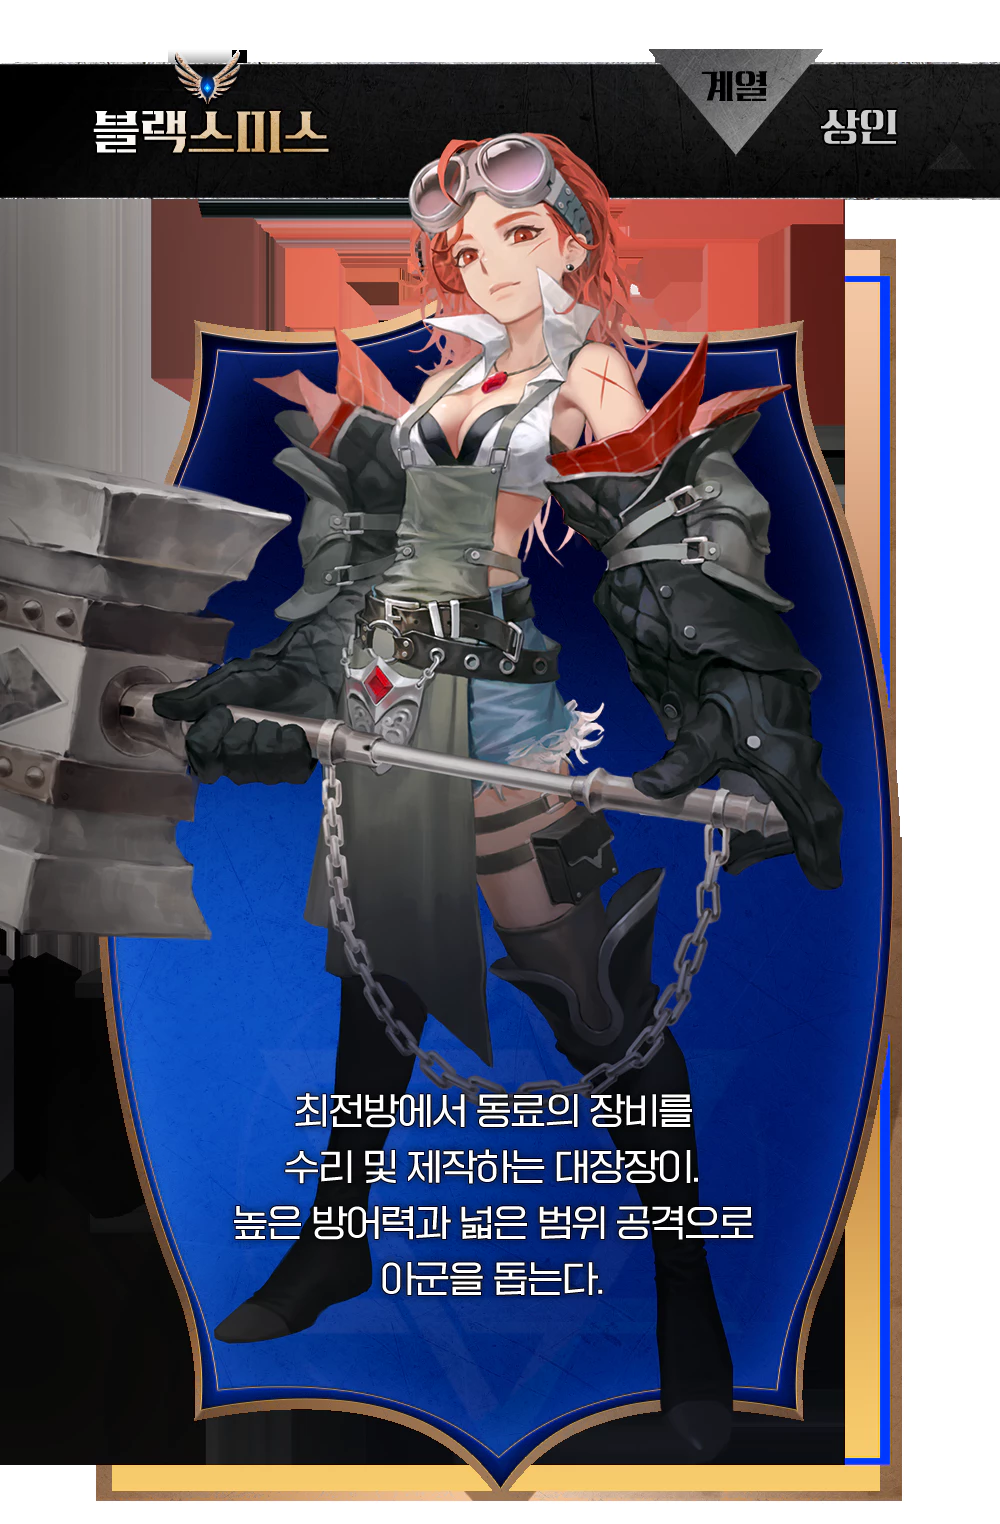 블랙스미스
계열
상인
최전방에서 동료의 장비를
수리 및 제작하는 대장장이.
높은 방어력과 넓은 범위 공격으로
아군을 돕는다.